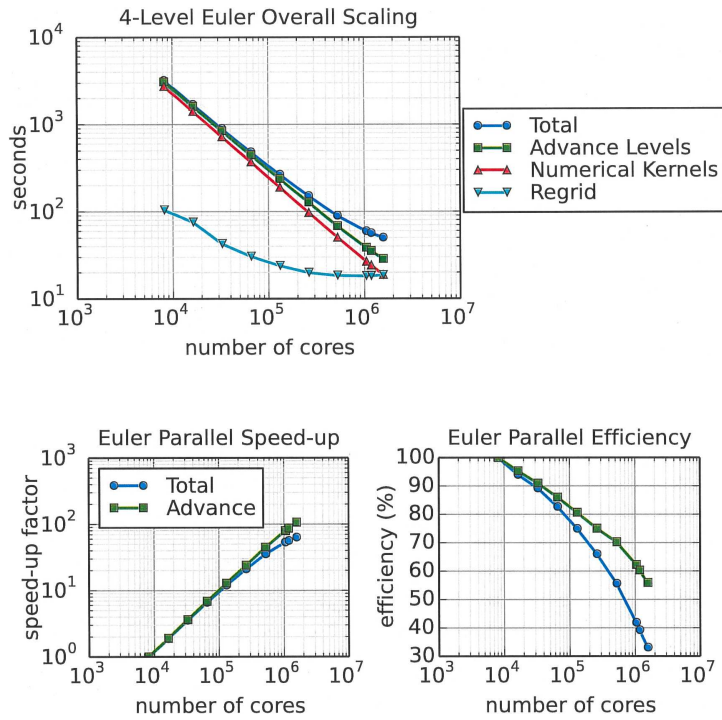 4-Level Euler Overall Scaling
seconds
10^4
10^3
10^2
10^1
10^3 10^4 10^5 10^6 10^7
number of cores
Total
Advance Levels
Numerical Kernels
Regrid
Euler Parallel Speed-up
speed-up factor
10^3
10^2
10^1
10^0
10^3 10^4 10^5 10^6 10^7
number of cores
Total
Advance
Euler Parallel Efficiency
efficiency (%)
100
90
80
70
60
50
40
30
10^3 10^4 10^5 10^6 10^7
number of cores